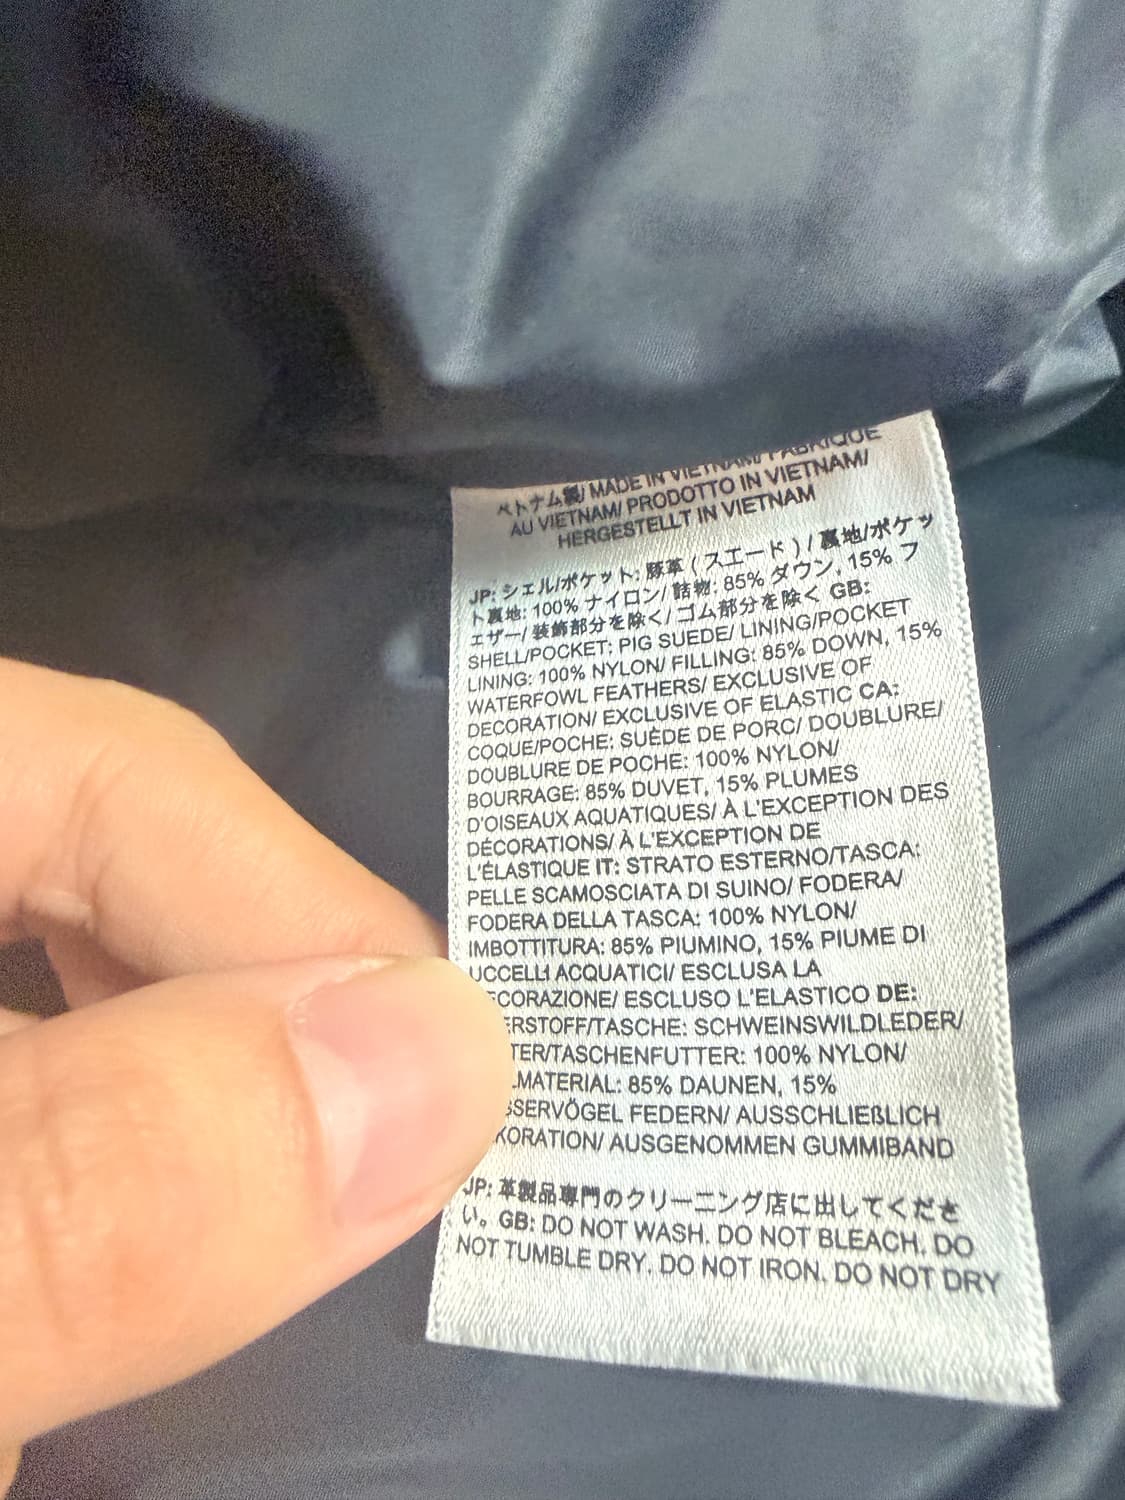 ベトナム製/ MADE IN VIETNAM/ FABRIQUÉ
AU VIETNAM/ PRODOTTO IN VIETNAM/
HERGESTELLT IN VIETNAM
JP: シェル/ポケット: 豚革 ( スエード ) / 裏地/ポケッ
ト裏地: 100% ナイロン/ 詰物: 85% ダウン, 15% フ
ェザー/ 装飾部分を除く/ ゴム部分を除く GB:
SHELL/POCKET: PIG SUEDE/ LINING/POCKET
LINING: 100% NYLON/ FILLING: 85% DOWN, 15%
WATERFOWL FEATHERS/ EXCLUSIVE OF
DECORATION/ EXCLUSIVE OF ELASTIC CA:
COQUE/POCHE: SUÈDE DE PORC/ DOUBLURE/
DOUBLURE DE POCHE: 100% NYLON/
BOURRAGE: 85% DUVET, 15% PLUMES
D'OISEAUX AQUATIQUES/ À L'EXCEPTION DES
DÉCORATIONS/ À L'EXCEPTION DE
L'ÉLASTIQUE IT: STRATO ESTERNO/TASCA:
PELLE SCAMOSCIATA DI SUINO/ FODERA/
FODERA DELLA TASCA: 100% NYLON/
IMBOTTITURA: 85% PIUMINO, 15% PIUME DI
UCCELLI ACQUATICI/ ESCLUSA LA
ECORAZIONE/ ESCLUSO L'ELASTICO DE:
ERSTOFF/TASCHE: SCHWEINSWILDLEDER/
TER/TASCHENFUTTER: 100% NYLON/
LMATERIAL: 85% DAUNEN, 15%
SSERVÖGEL FEDERN/ AUSSCHLIEßLICH
KORATION/ AUSGENOMMEN GUMMIBAND
JP: 革製品専門のクリーニング店に出してくださ
い。GB: DO NOT WASH. DO NOT BLEACH. DO
NOT TUMBLE DRY. DO NOT IRON. DO NOT DRY